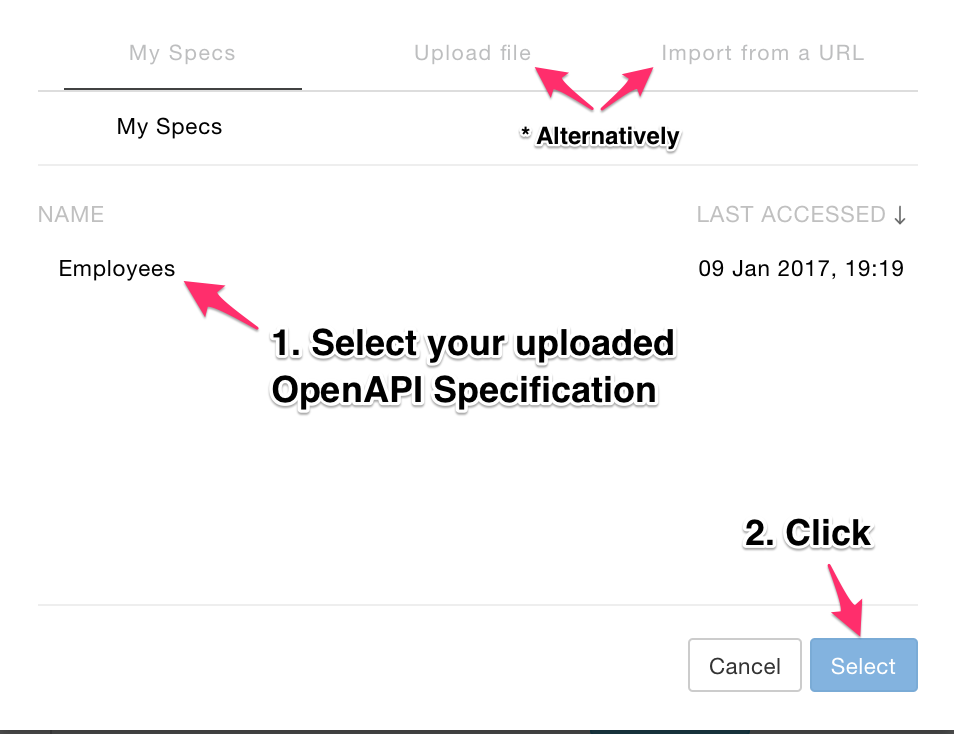 My Specs
Upload file
Import from a URL
My Specs
* Alternatively
NAME
LAST ACCESSED ↓
Employees
09 Jan 2017, 19:19
1. Select your uploaded
OpenAPI Specification
2. Click
Cancel
Select